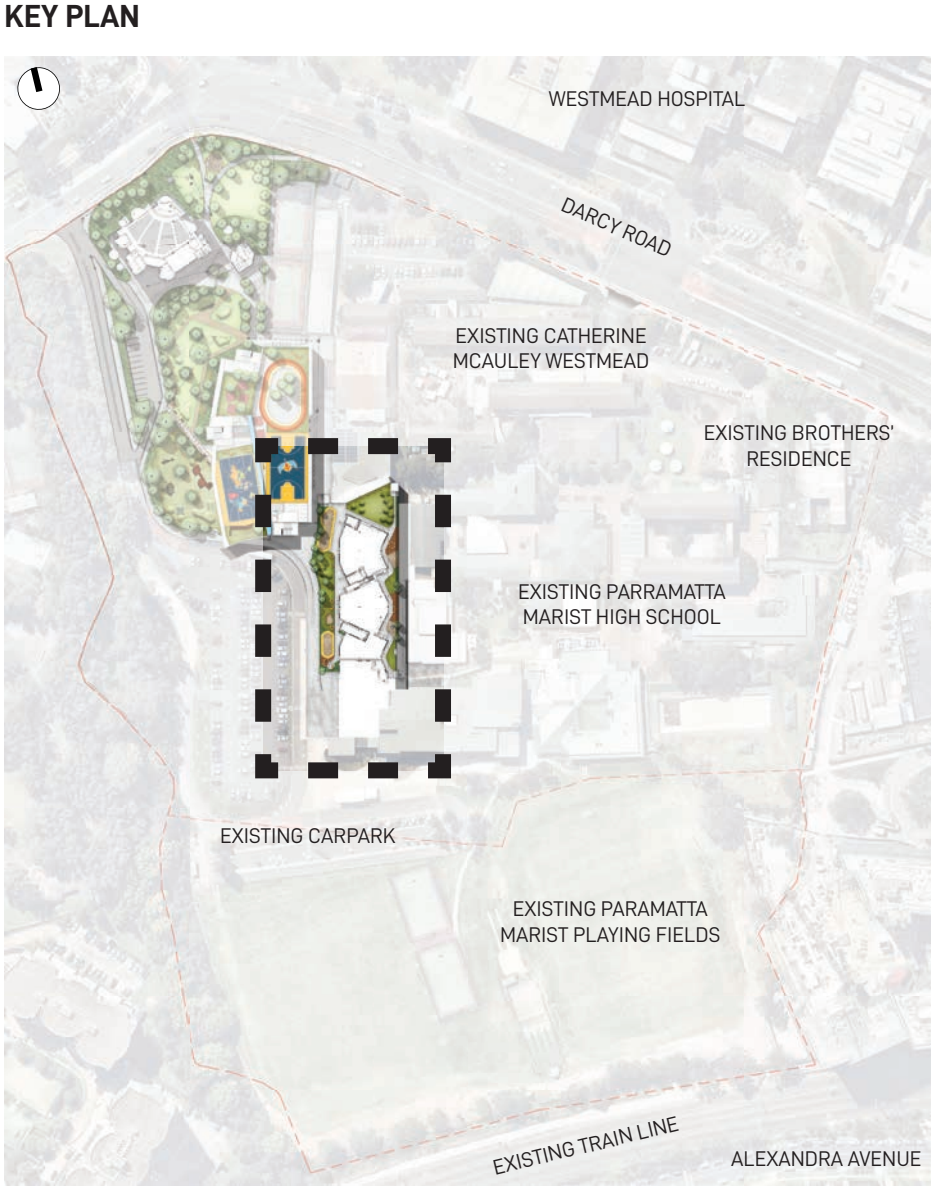 KEY PLAN
WESTMEAD HOSPITAL
DARCY ROAD
EXISTING CATHERINE
MCAULEY WESTMEAD
EXISTING BROTHERS'
RESIDENCE
EXISTING PARRAMATTA
MARIST HIGH SCHOOL
EXISTING CARPARK
EXISTING PARAMATTA
MARIST PLAYING FIELDS
EXISTING TRAIN LINE
ALEXANDRA AVENUE